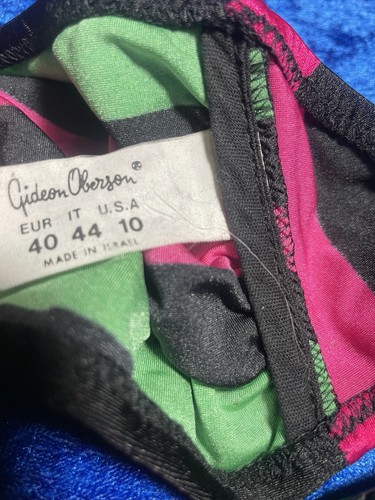 Gideon Oberson®
EUR IT U.S.A
40 44 10
MADE IN ISRAEL